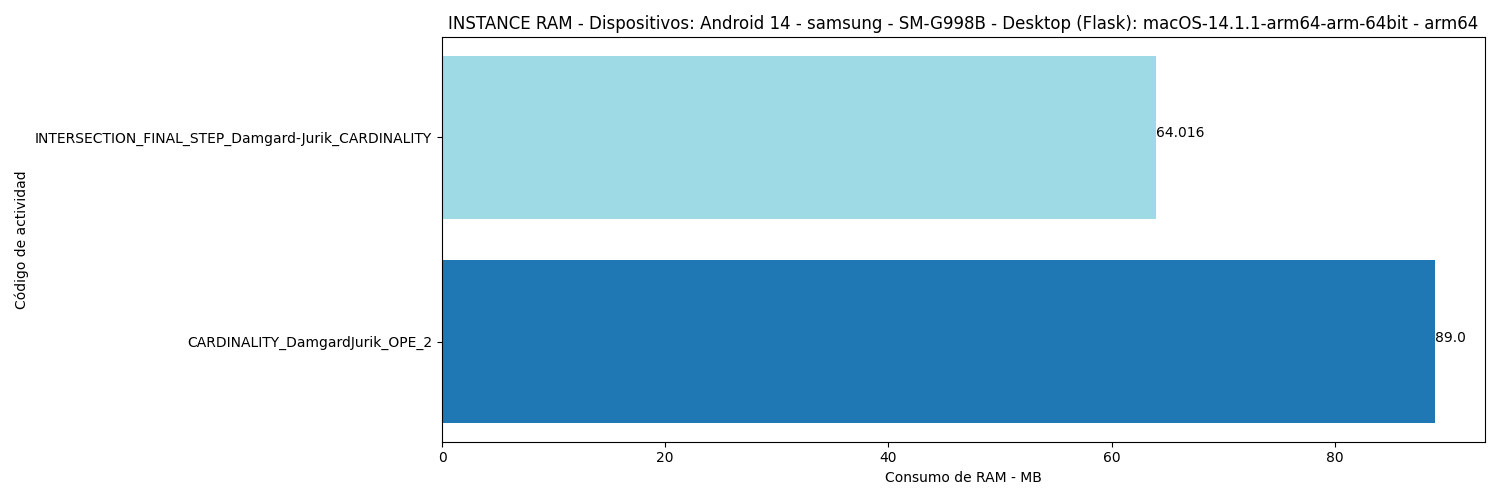 INSTANCE RAM - Dispositivos: Android 14 - samsung - SM-G998B - Desktop (Flask): macOS-14.1.1-arm64-arm-64bit - arm64
Código de actividad
INTERSECTION_FINAL_STEP_Damgard-Jurik_CARDINALITY
64.016
CARDINALITY_DamgardJurik_OPE_2
89.0
0 20 40 60 80
Consumo de RAM - MB